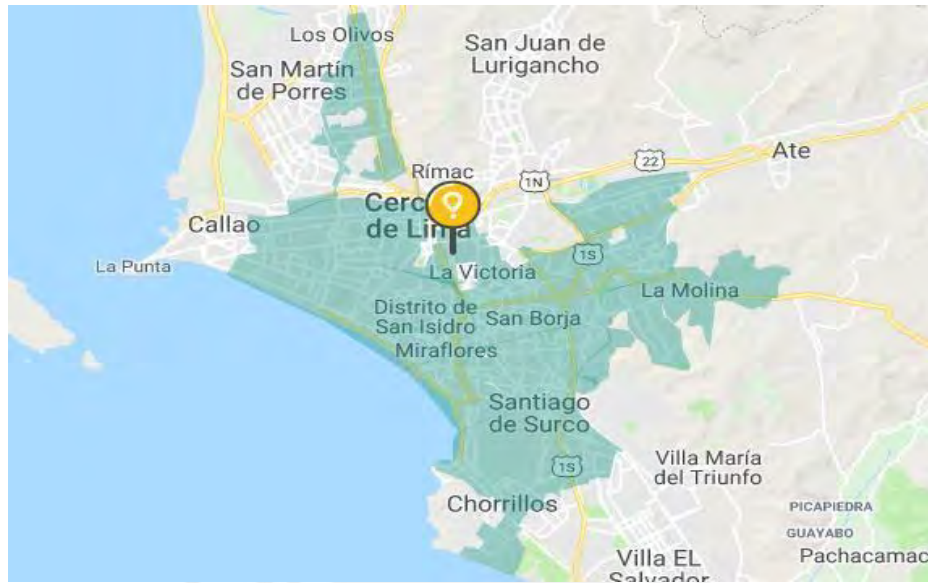 Los Olivos
San Juan de
Lurigancho
San Martín
de Porres
22
Ate
Rímac
1N
Cerc
de Lima
Callao
1S
La Punta
La Victoria
La Molina
Distrito de
San Isidro
San Borja
Miraflores
Santiago
de Surco
1S
Villa María
del Triunfo
Chorrillos
PICAPIEDRA
GUAYABO
Villa EL
Salvador
Pachacamac